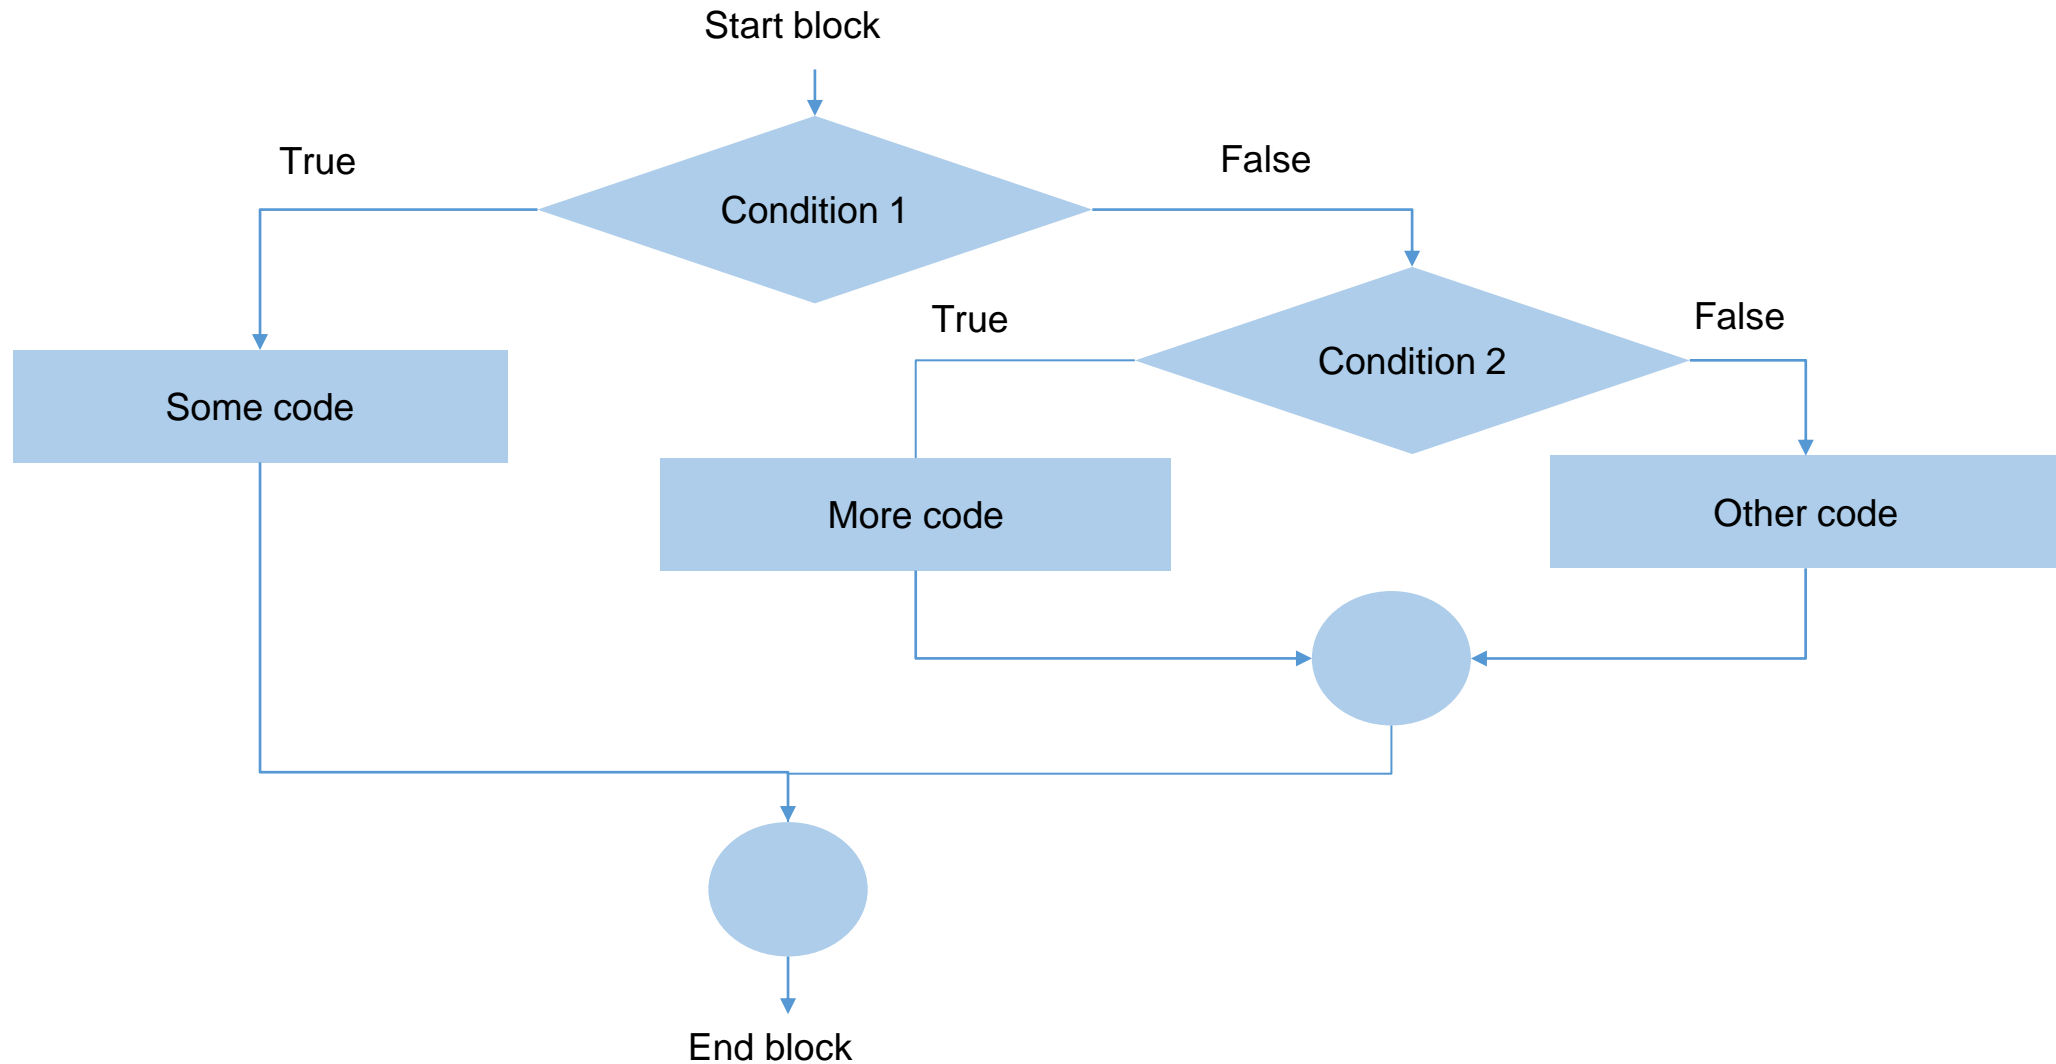 Start block
True
False
Condition 1
True
False
Condition 2
Some code
More code
Other code
End block